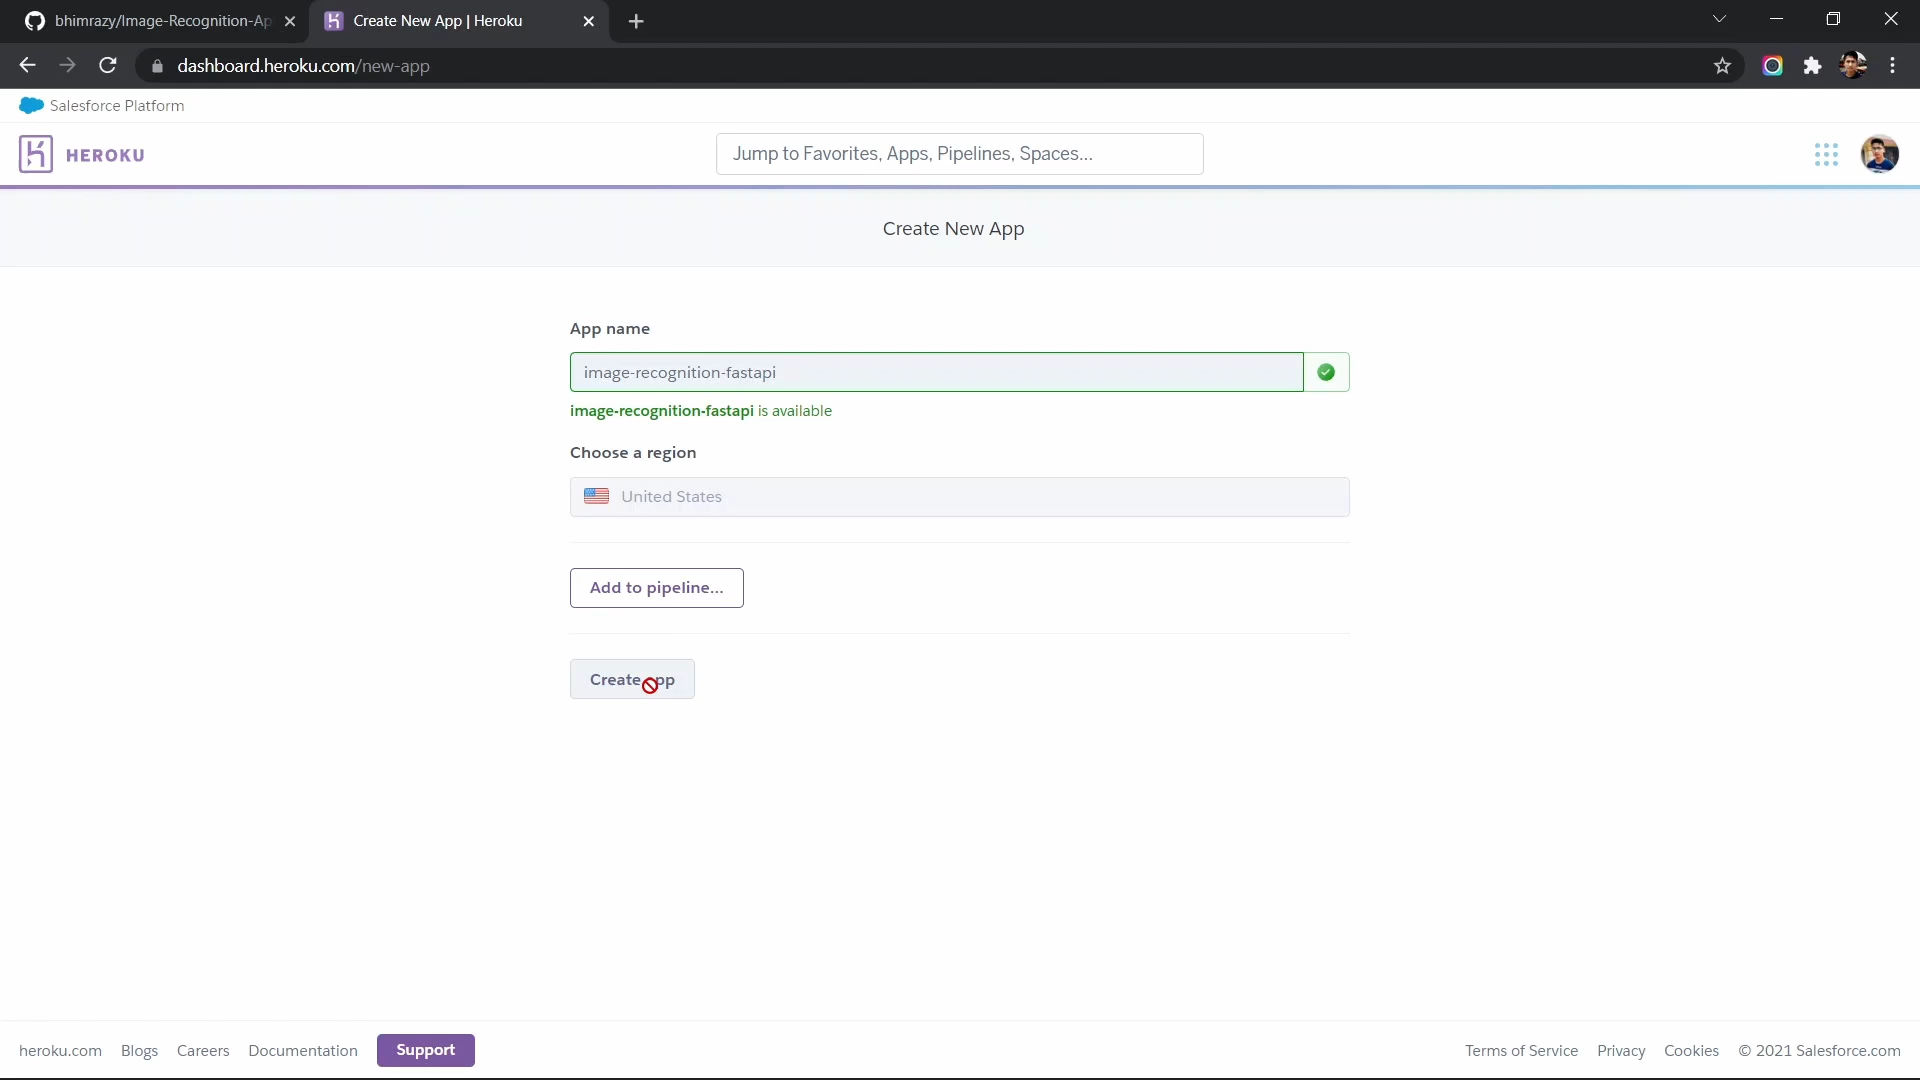 bhimrazy/Image-Recognition-Ap
Create New App | Heroku
dashboard.heroku.com/new-app
Salesforce Platform
HEROKU
Jump to Favorites, Apps, Pipelines, Spaces...
Create New App
App name
image-recognition-fastapi
image-recognition-fastapi is available
Choose a region
United States
Add to pipeline...
Create pp
heroku.com Blogs Careers Documentation Support Terms of Service Privacy Cookies © 2021 Salesforce.com